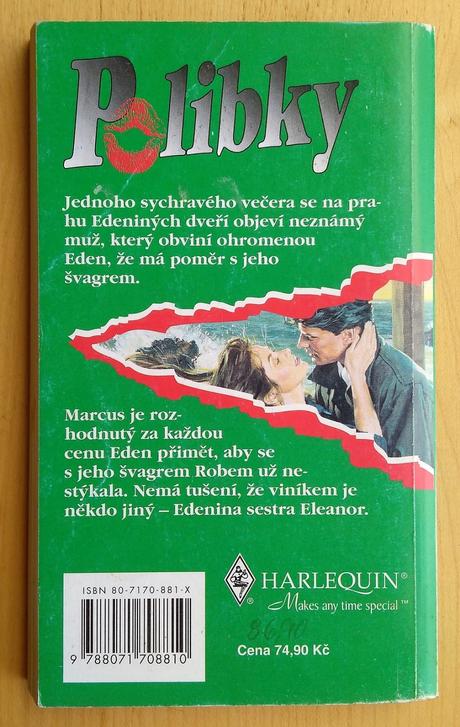 Polibky
Jednoho sychravého večera se na pra-
hu Edeniných dveří objeví neznámý
muž, který obviní ohromenou
Eden, že má poměr s jeho
švagrem.
Marcus je roz-
hodnutý za každou
cenu Eden přimět, aby se
s jeho švagrem Robem už ne-
stýkala. Nemá tušení, že viníkem je
někdo jiný – Edenina sestra Eleanor.
ISBN 80-7170-881-X
9 788071 708810
HARLEQUIN®
®
Makes any time special™
Cena 74,90 Kč